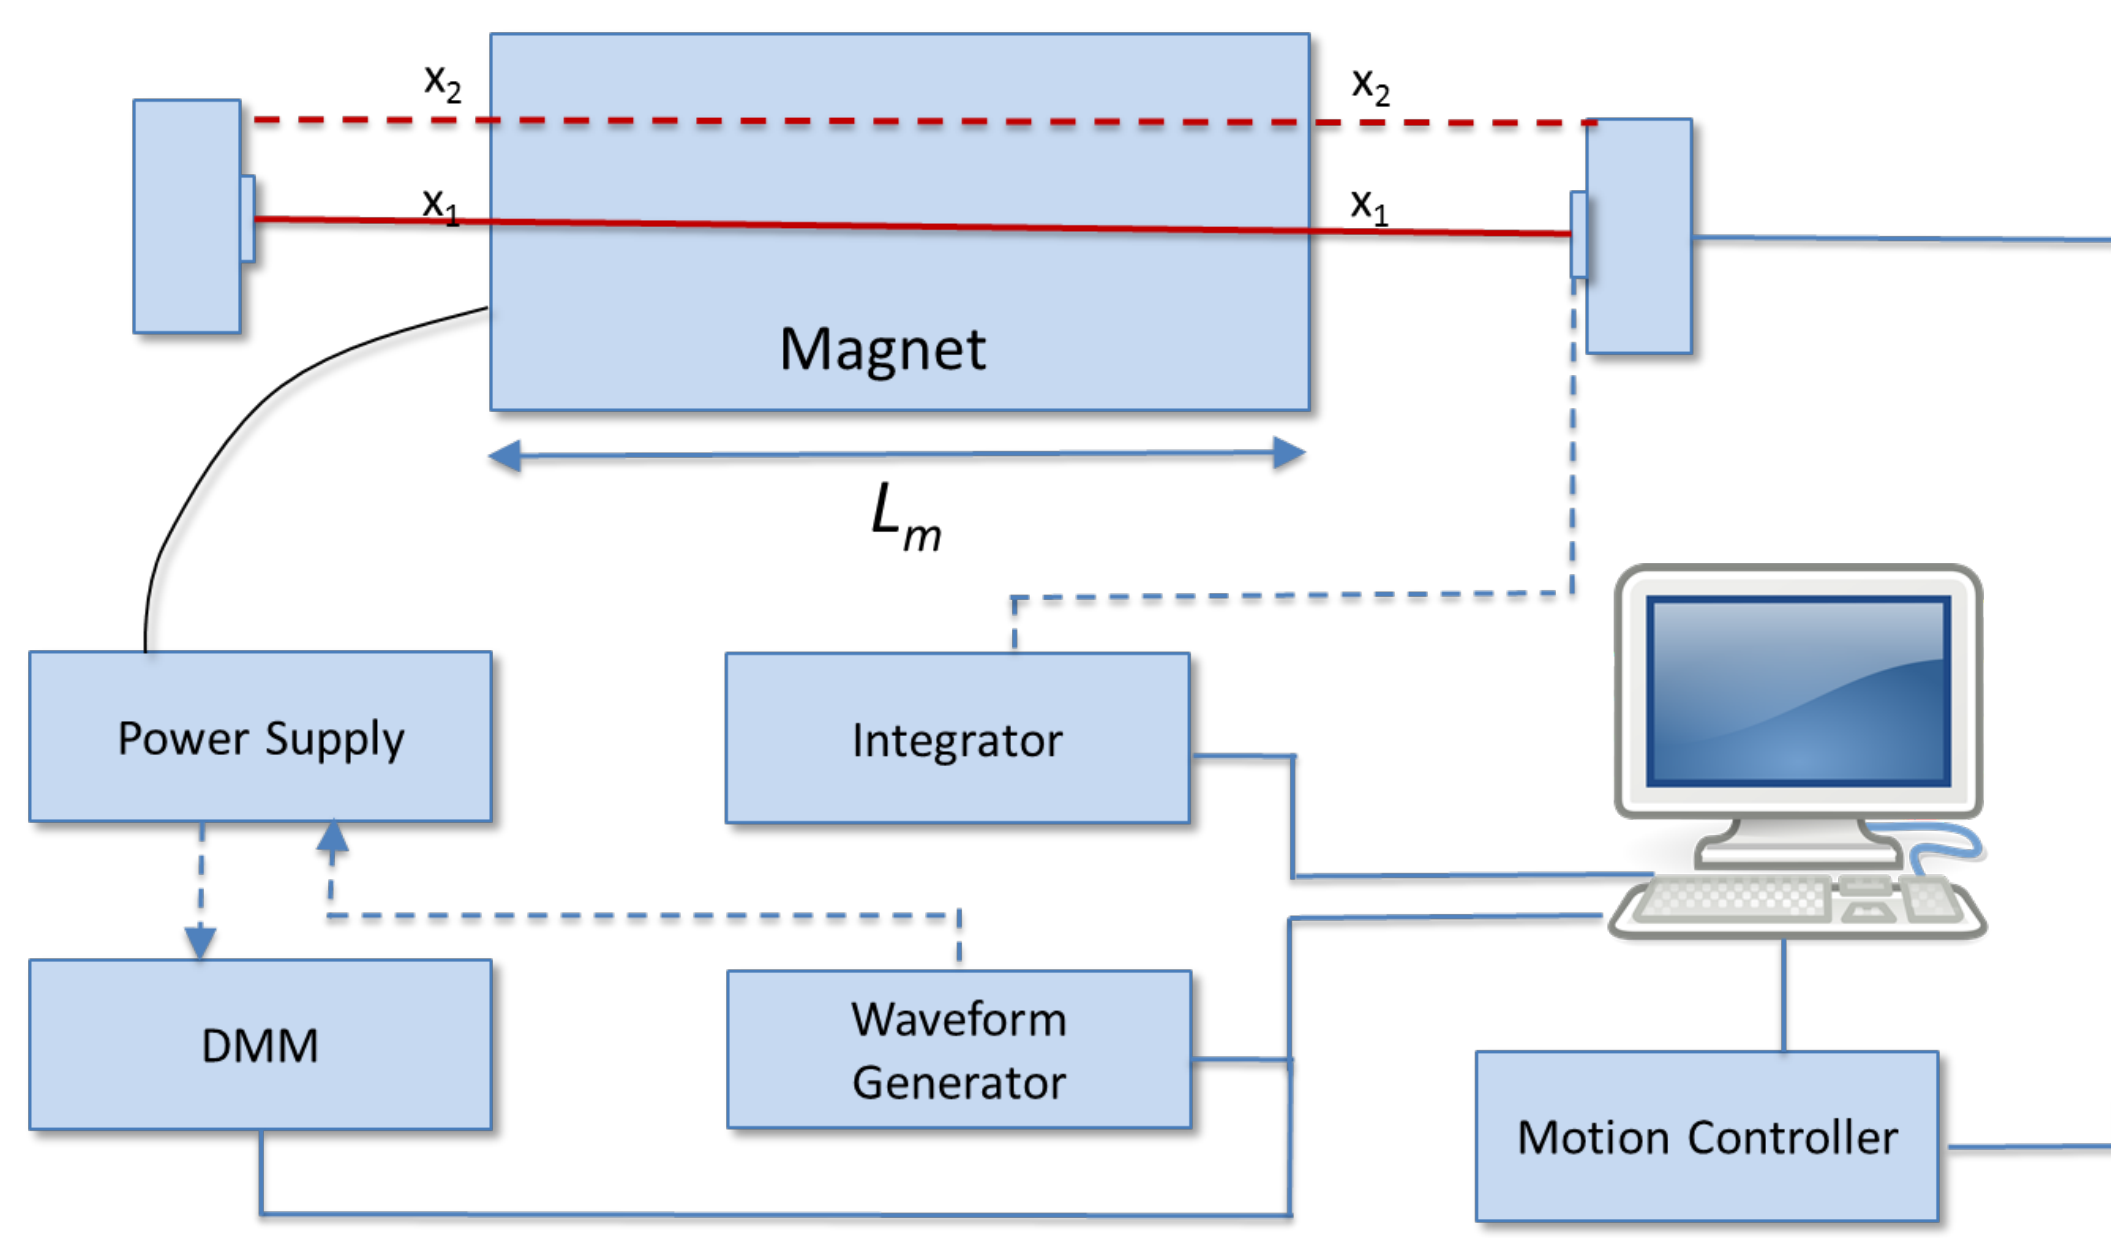 x₂
x₂
x₁
x₁
Magnet
Lₘ
Power Supply
Integrator
DMM
Waveform
Generator
Motion Controller